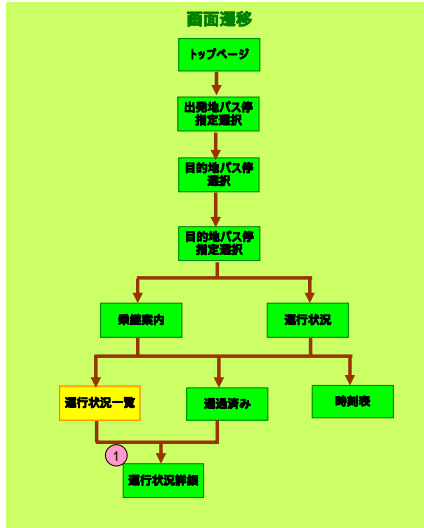 画面遷移
トップページ
出発地バス停
指定選択
目的地バス停
選択
目的地バス停
指定選択
乗継案内
運行状況
運行状況一覧
通過済み
時刻表
1
運行状況詳細